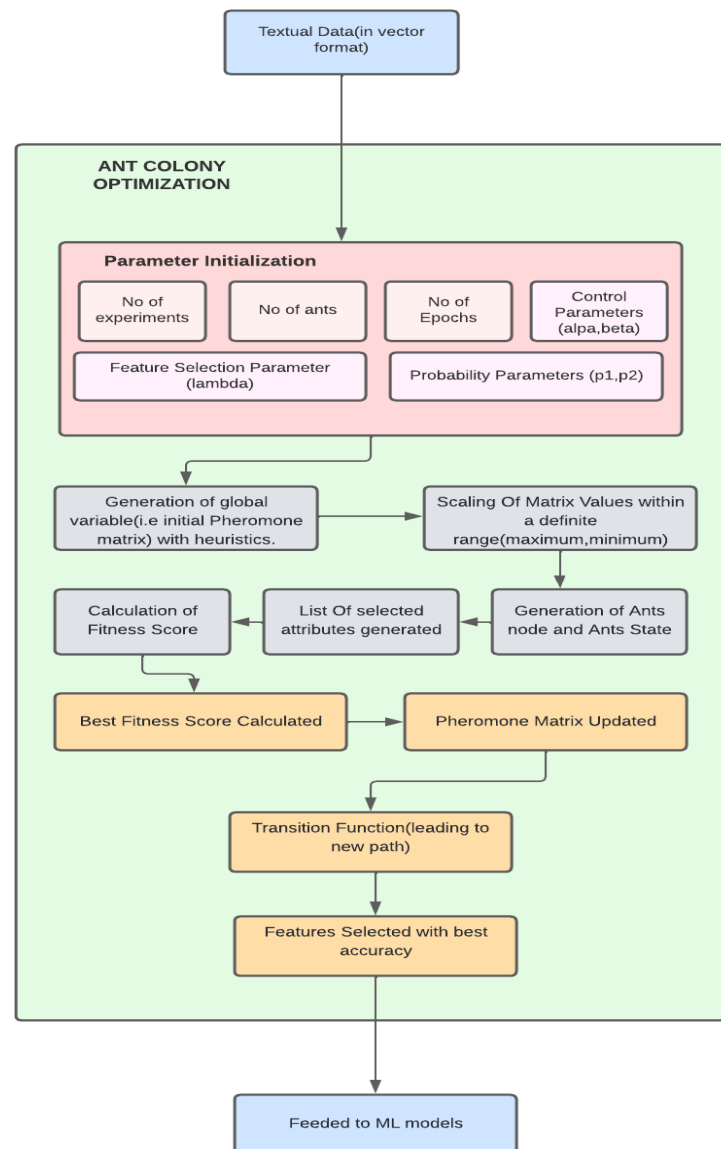 Textual Data(in vector
format)
ANT COLONY
OPTIMIZATION
Parameter Initialization
No of
experiments
No of ants
No of
Epochs
Control
Parameters
(alpa,beta)
Feature Selection Parameter
(lambda)
Probability Parameters (p1,p2)
Generation of global
variable(i.e initial Pheromone
matrix) with heuristics.
Scaling Of Matrix Values within
a definite
range(maximum,minimum)
Calculation of
Fitness Score
List Of selected
attributes generated
Generation of Ants
node and Ants State
Best Fitness Score Calculated
Pheromone Matrix Updated
Transition Function(leading to
new path)
Features Selected with best
accuracy
Feeded to ML models